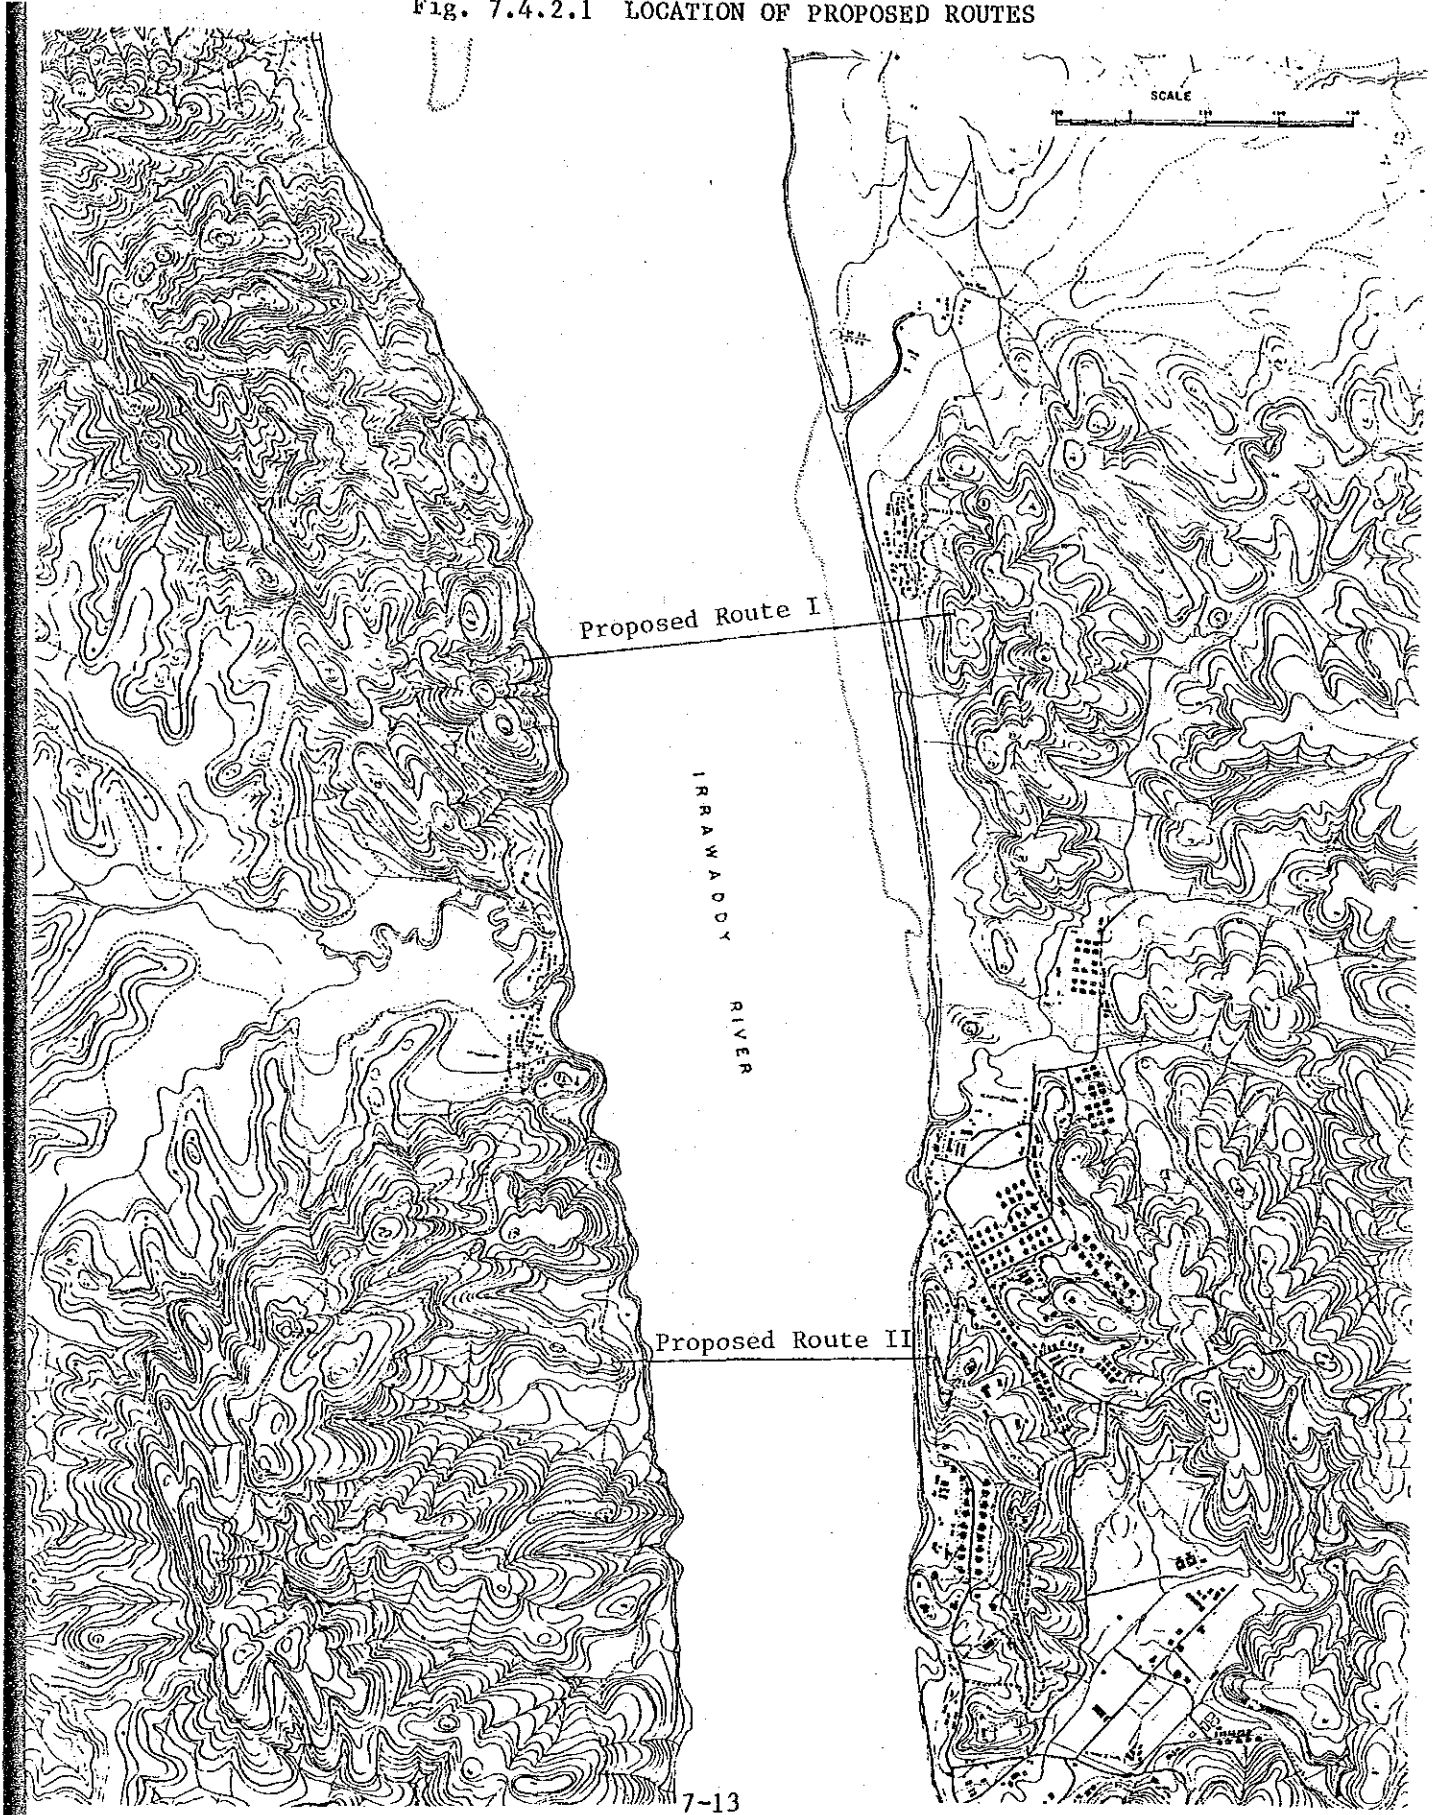 Fig. 7.4.2.1 LOCATION OF PROPOSED ROUTES
SCALE
Proposed Route I
IRRAWADDY RIVER
Proposed Route II
7-13